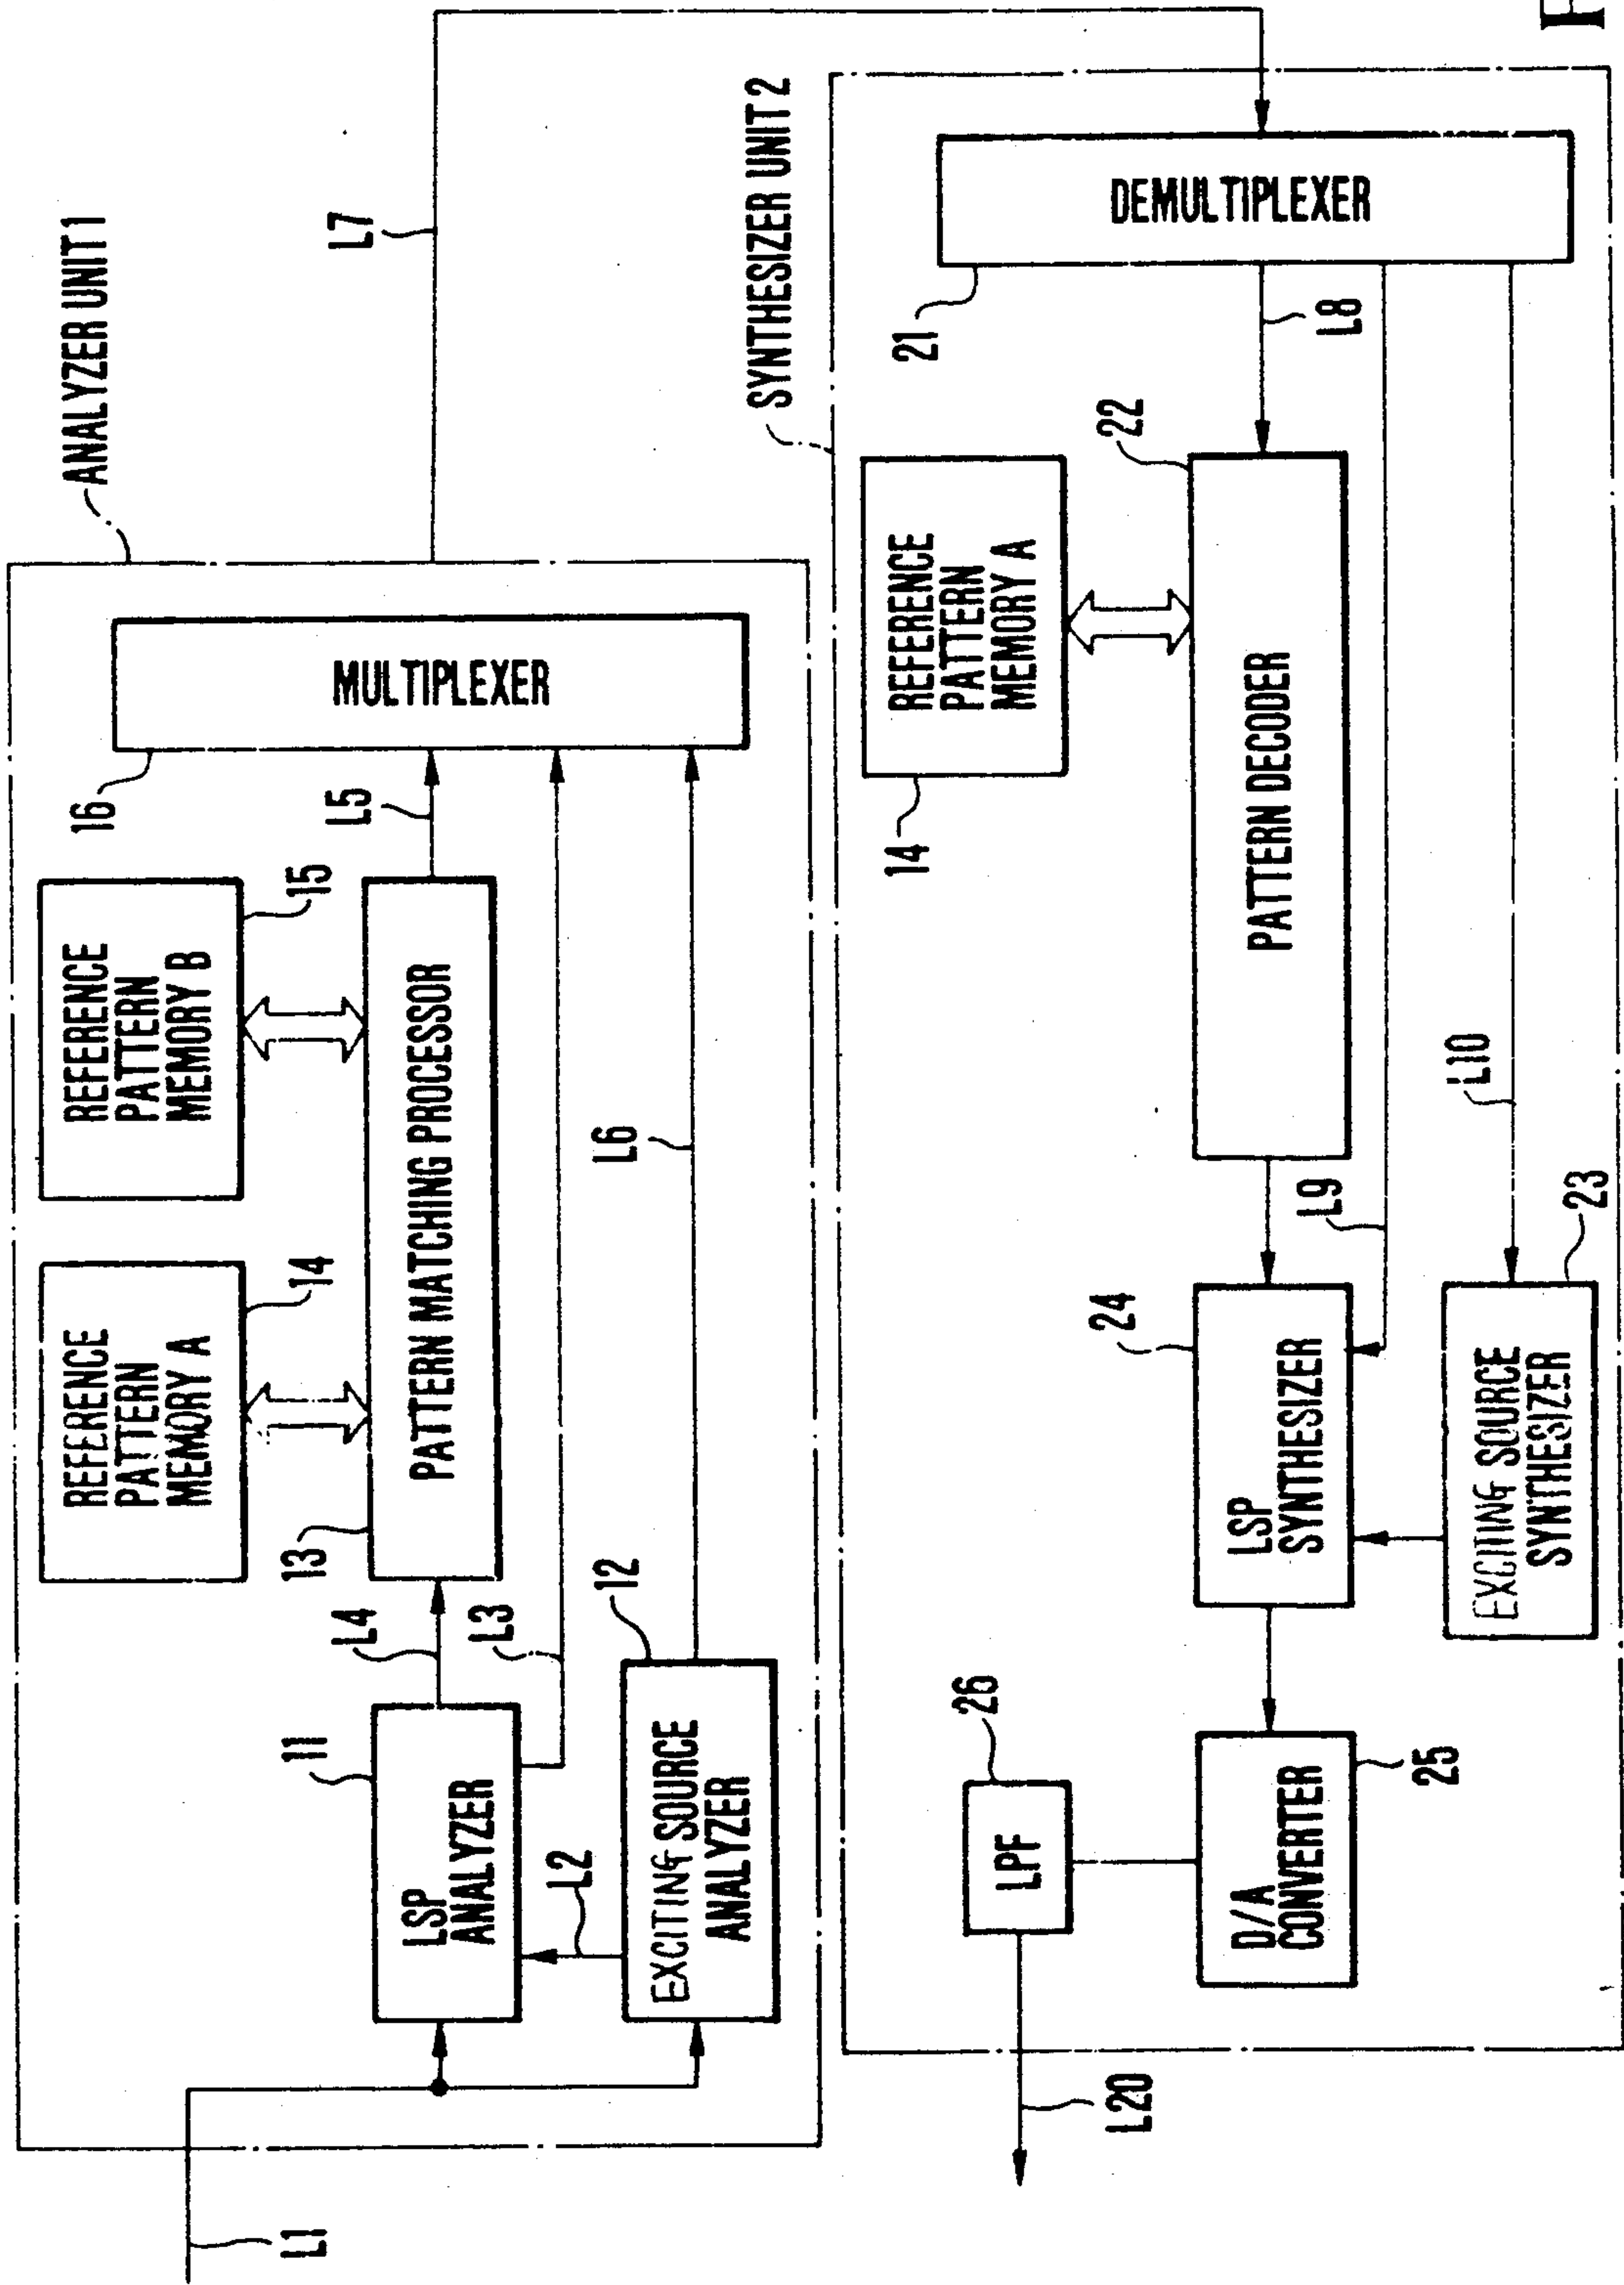 ANALYZER UNIT 1
REFERENCE
PATTERN
MEMORY A
14
REFERENCE
PATTERN
MEMORY B
15
16
MULTIPLEXER
L1
11
LSP
ANALYZER
L4
13
PATTERN MATCHING PROCESSOR
L5
L7
L3
L2
12
EXCITING SOURCE
ANALYZER
L6
SYNTHESIZER UNIT 2
26
LPF
L20
14
REFERENCE
PATTERN
MEMORY A
21
DEMULTIPLEXER
D/A
CONVERTER
25
24
LSP
SYNTHESIZER
22
PATTERN DECODER
L8
L9
L10
EXCITING SOURCE
SYNTHESIZER
23